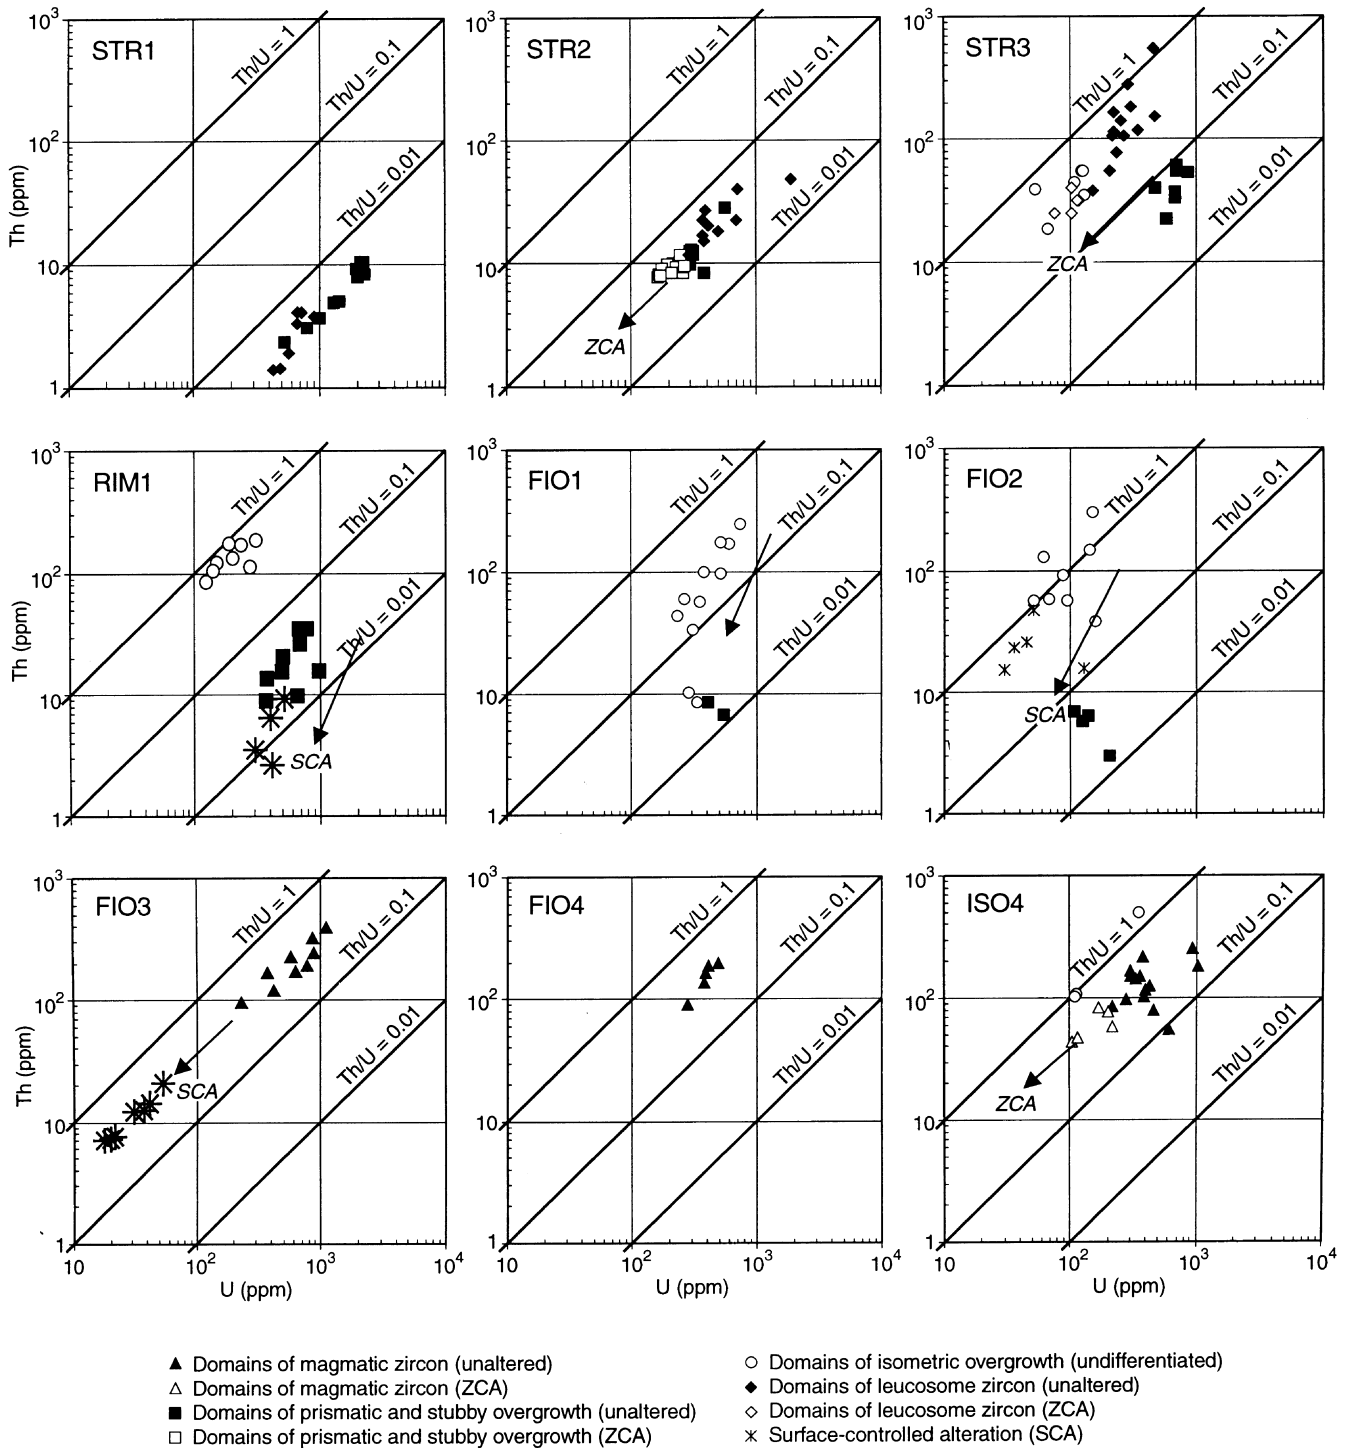 STR1
Th/U = 1
Th/U = 0.1
Th/U = 0.01
10³
10²
10
1
Th (ppm)
STR2
Th/U = 1
Th/U = 0.1
Th/U = 0.01
ZCA
10³
10²
10
1
STR3
Th/U = 1
Th/U = 0.1
Th/U = 0.01
ZCA
10³
10²
10
1
RIM1
Th/U = 1
Th/U = 0.1
Th/U = 0.01
SCA
10³
10²
10
1
Th (ppm)
FIO1
Th/U = 1
Th/U = 0.1
Th/U = 0.01
10³
10²
10
1
FIO2
Th/U = 1
Th/U = 0.1
Th/U = 0.01
SCA
10³
10²
10
1
FIO3
Th/U = 1
Th/U = 0.1
Th/U = 0.01
SCA
10³
10²
10
1
Th (ppm)
10 10² 10³ 10⁴
U (ppm)
FIO4
Th/U = 1
Th/U = 0.1
Th/U = 0.01
10³
10²
10
1
10 10² 10³ 10⁴
U (ppm)
ISO4
Th/U = 1
Th/U = 0.1
Th/U = 0.01
ZCA
10³
10²
10
1
10 10² 10³ 10⁴
U (ppm)
Domains of magmatic zircon (unaltered)
Domains of magmatic zircon (ZCA)
Domains of prismatic and stubby overgrowth (unaltered)
Domains of prismatic and stubby overgrowth (ZCA)
Domains of isometric overgrowth (undifferentiated)
Domains of leucosome zircon (unaltered)
Domains of leucosome zircon (ZCA)
Surface-controlled alteration (SCA)